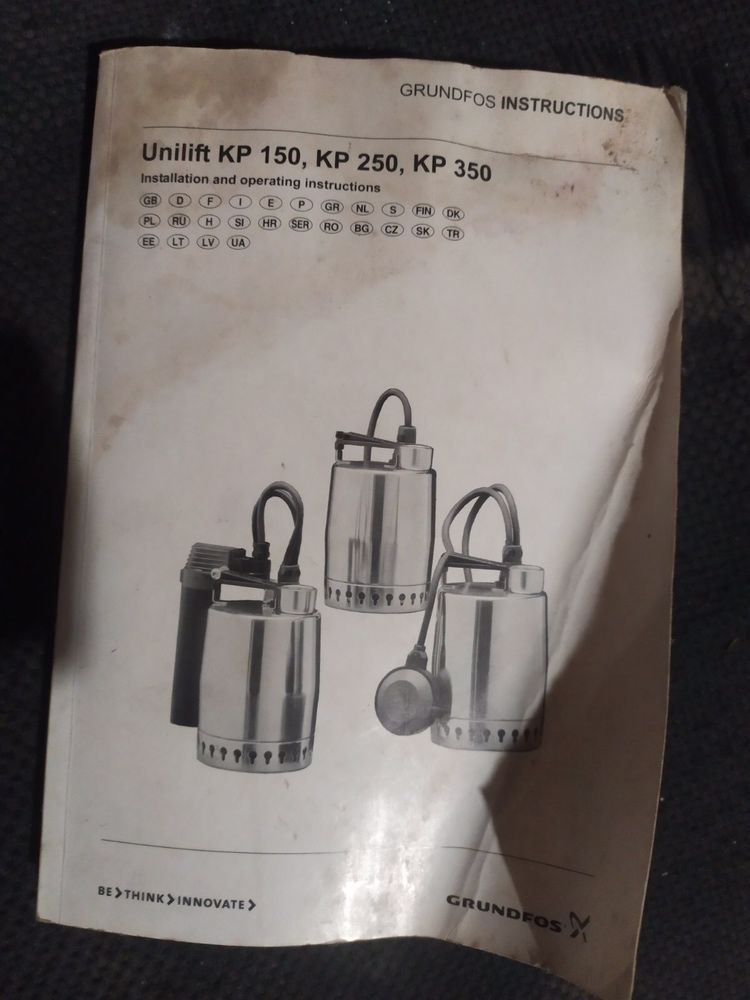 GRUNDFOS INSTRUCTIONS
Unilift KP 150, KP 250, KP 350
Installation and operating instructions
GB D F I E P GR NL S FIN DK
PL RU H SI HR SER RO BG CZ SK TR
EE LT LV UA
BE>THINK>INNOVATE>
GRUNDFOS